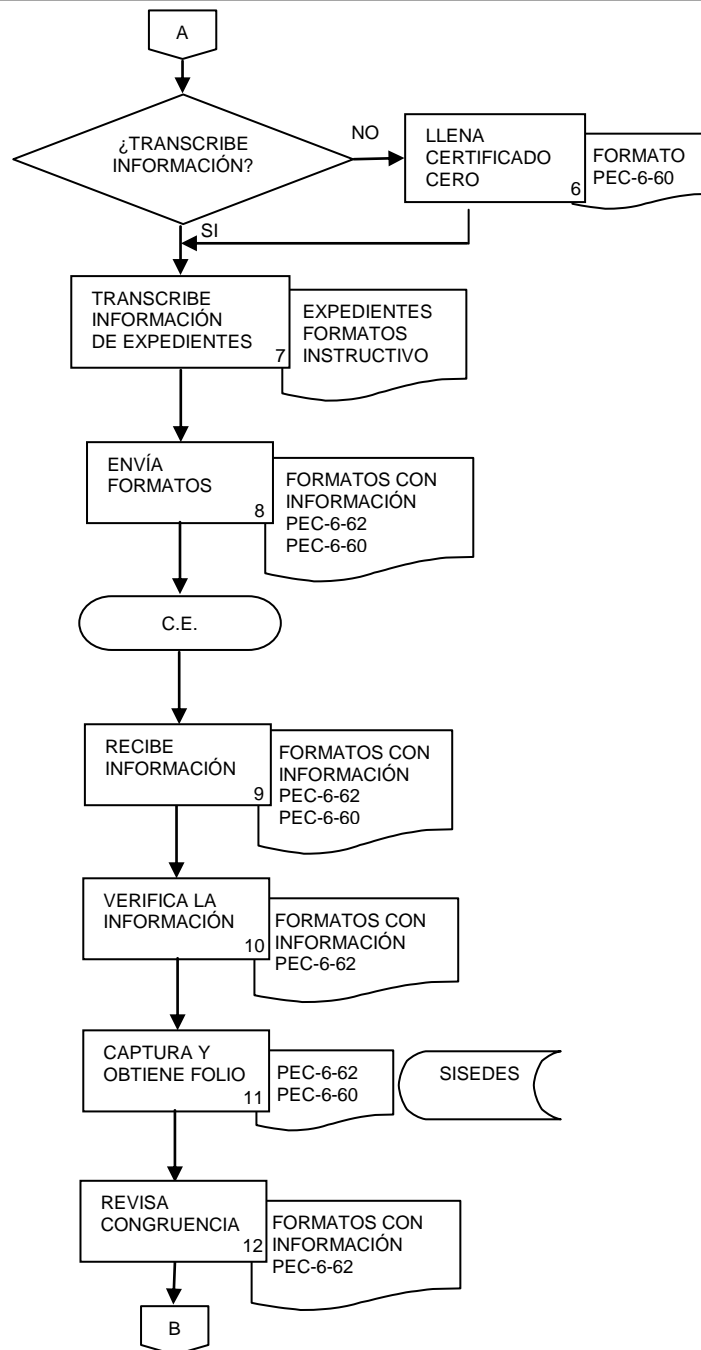 A
¿TRANSCRIBE
INFORMACIÓN?
NO
LLENA
CERTIFICADO
CERO
6
FORMATO
PEC-6-60
SI
TRANSCRIBE
INFORMACIÓN
DE EXPEDIENTES
7
EXPEDIENTES
FORMATOS
INSTRUCTIVO
ENVÍA
FORMATOS
8
FORMATOS CON
INFORMACIÓN
PEC-6-62
PEC-6-60
C.E.
RECIBE
INFORMACIÓN
9
FORMATOS CON
INFORMACIÓN
PEC-6-62
PEC-6-60
VERIFICA LA
INFORMACIÓN
10
FORMATOS CON
INFORMACIÓN
PEC-6-62
CAPTURA Y
OBTIENE FOLIO
11
PEC-6-62
PEC-6-60
SISEDES
REVISA
CONGRUENCIA
12
FORMATOS CON
INFORMACIÓN
PEC-6-62
B